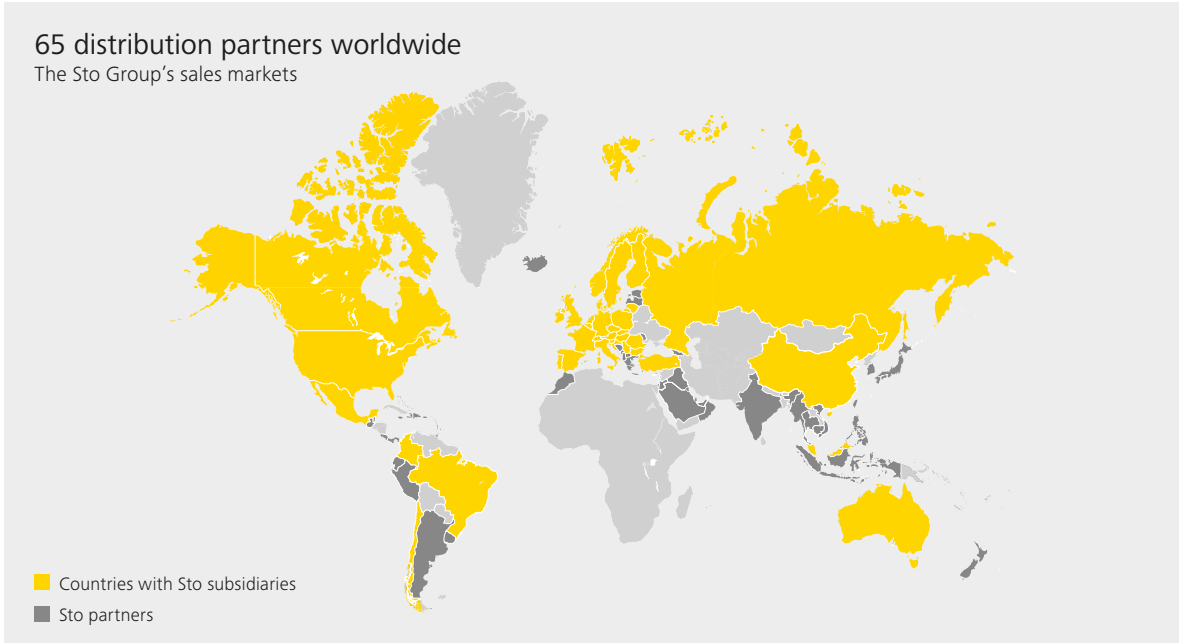 65 distribution partners worldwide
The Sto Group’s sales markets
Countries with Sto subsidiaries
Sto partners